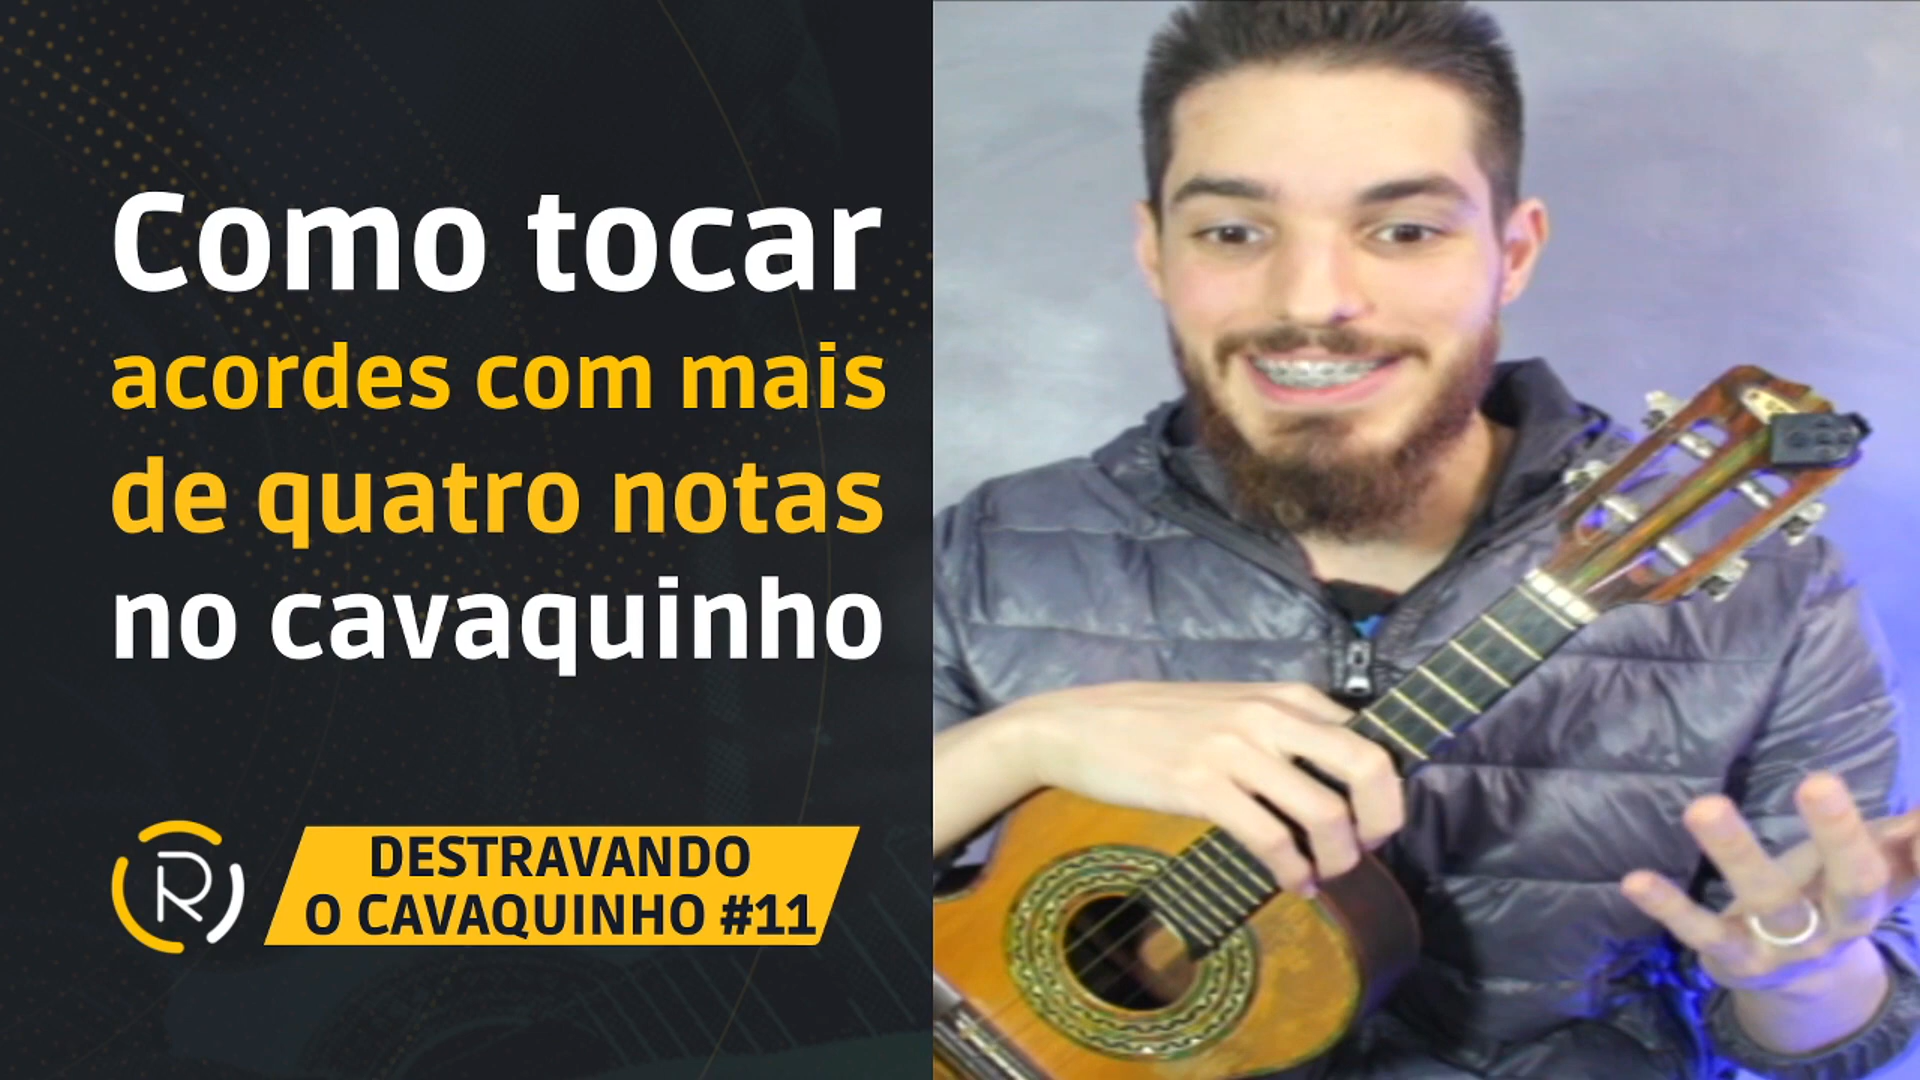 Como tocar
acordes com mais
de quatro notas
no cavaquinho
R
DESTRAVANDO
O CAVAQUINHO #11